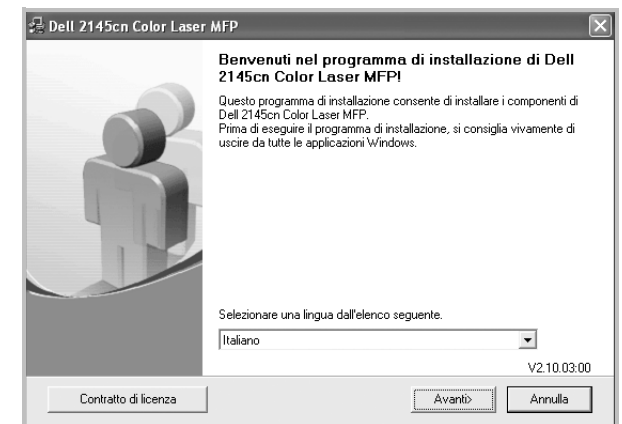 Dell 2145cn Color Laser MFP
Benvenuti nel programma di installazione di Dell
2145cn Color Laser MFP!
Questo programma di installazione consente di installare i componenti di
Dell 2145cn Color Laser MFP.
Prima di eseguire il programma di installazione, si consiglia vivamente di
uscire da tutte le applicazioni Windows.
Selezionare una lingua dall'elenco seguente.
Italiano
V2.10.03:00
Contratto di licenza
Avanti>
Annulla